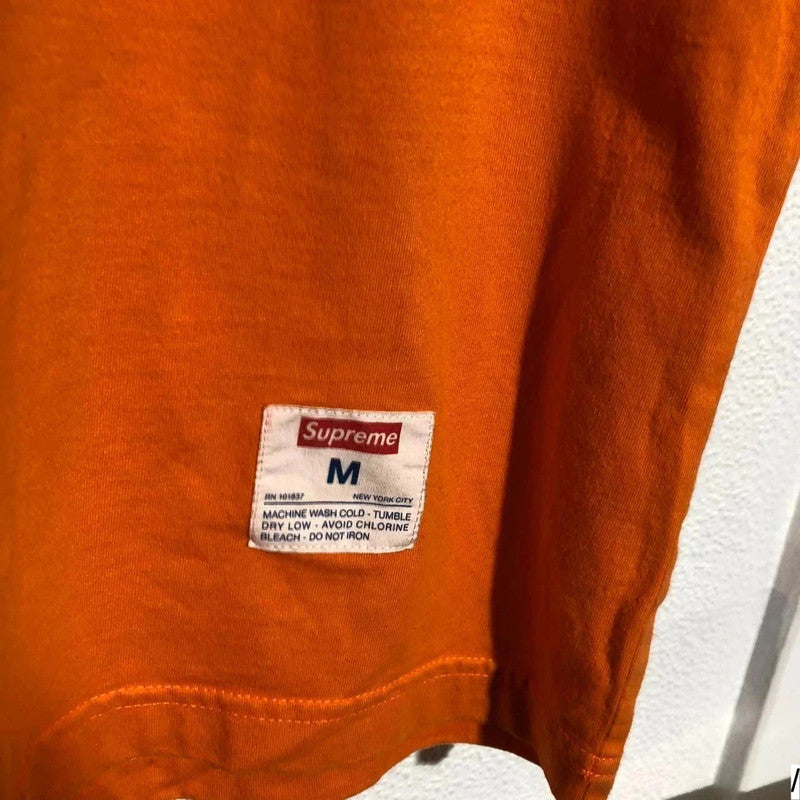 Supreme
M
RN 101837 NEW YORK CITY
MACHINE WASH COLD - TUMBLE
DRY LOW - AVOID CHLORINE
BLEACH - DO NOT IRON
/